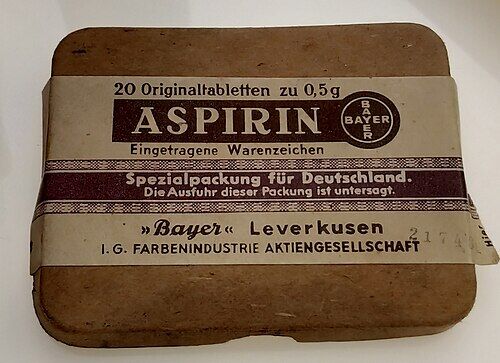 20 Originaltabletten zu 0,5g
ASPIRIN
BAYER
BAYER
Eingetragene Warenzeichen
Spezialpackung für Deutschland.
Die Ausfuhr dieser Packung ist untersagt.
»Bayer« Leverkusen
I. G. FARBENINDUSTRIE AKTIENGESELLSCHAFT